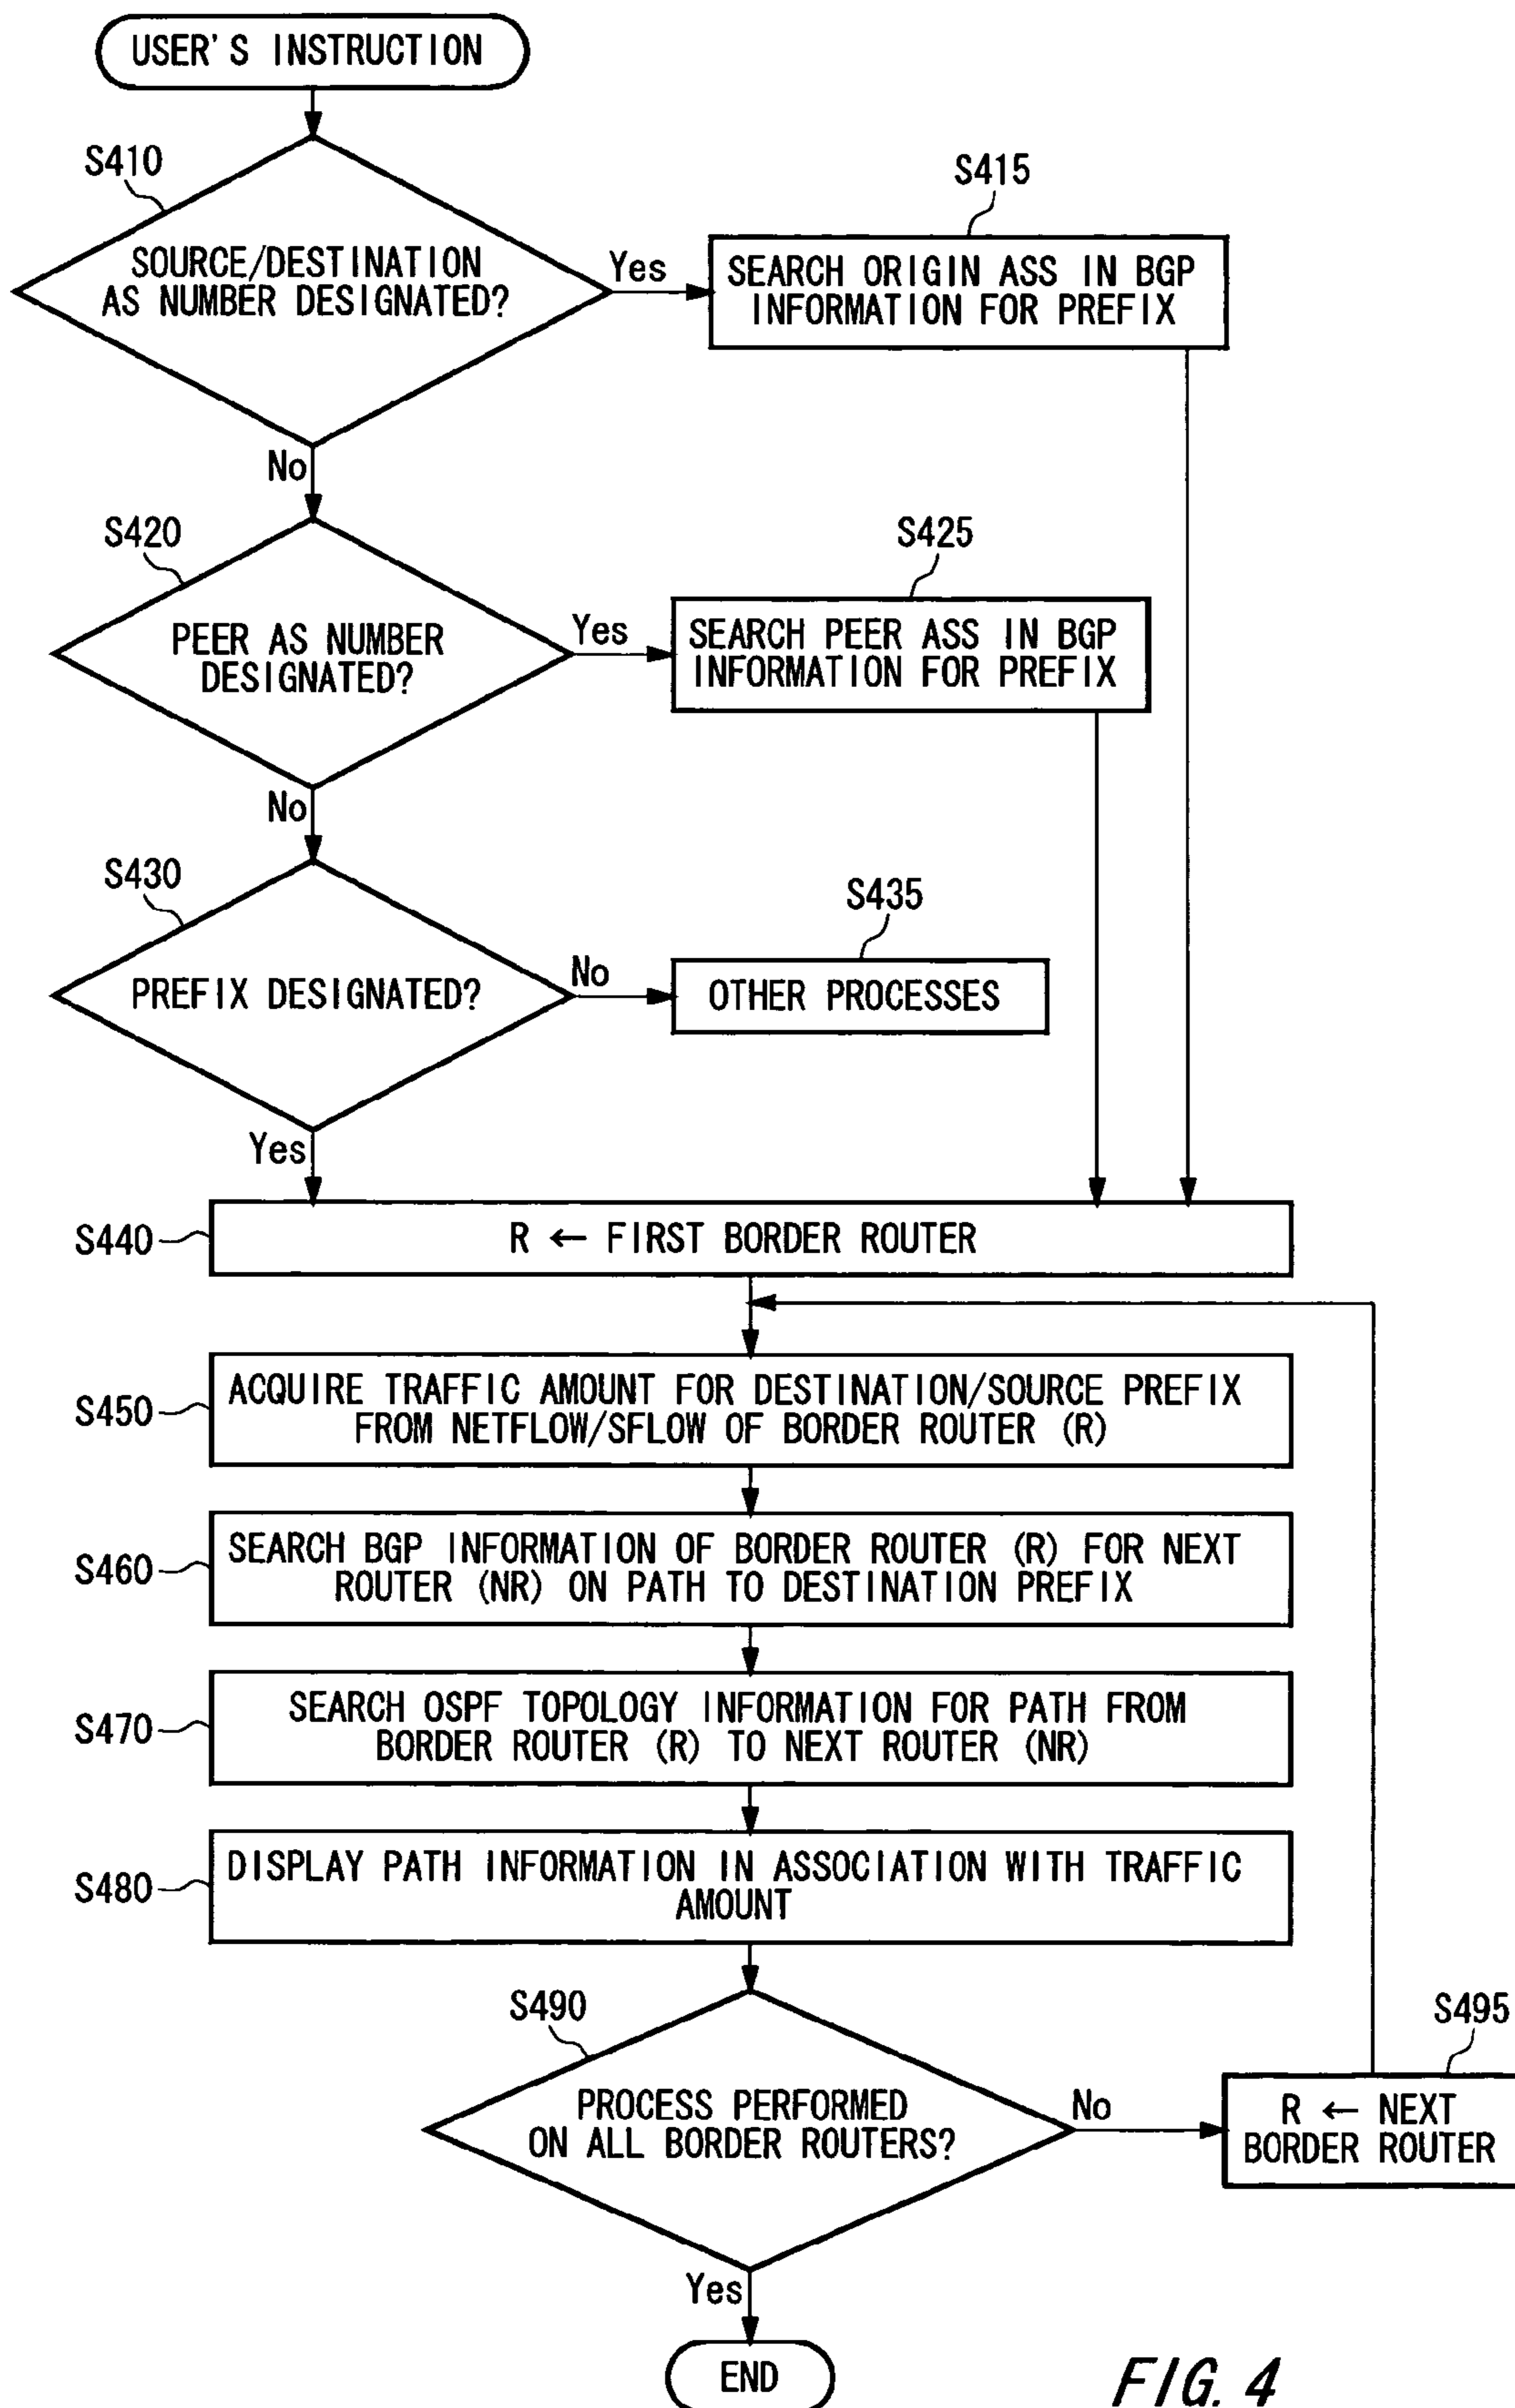 USER'S INSTRUCTION
S410
SOURCE/DESTINATION
AS NUMBER DESIGNATED?
Yes
S415
SEARCH ORIGIN ASS IN BGP
INFORMATION FOR PREFIX
No
S420
PEER AS NUMBER
DESIGNATED?
Yes
S425
SEARCH PEER ASS IN BGP
INFORMATION FOR PREFIX
No
S430
PREFIX DESIGNATED?
No
S435
OTHER PROCESSES
Yes
S440
R ← FIRST BORDER ROUTER
S450
ACQUIRE TRAFFIC AMOUNT FOR DESTINATION/SOURCE PREFIX
FROM NETFLOW/SFLOW OF BORDER ROUTER (R)
S460
SEARCH BGP INFORMATION OF BORDER ROUTER (R) FOR NEXT
ROUTER (NR) ON PATH TO DESTINATION PREFIX
S470
SEARCH OSPF TOPOLOGY INFORMATION FOR PATH FROM
BORDER ROUTER (R) TO NEXT ROUTER (NR)
S480
DISPLAY PATH INFORMATION IN ASSOCIATION WITH TRAFFIC
AMOUNT
S490
PROCESS PERFORMED
ON ALL BORDER ROUTERS?
No
S495
R ← NEXT
BORDER ROUTER
Yes
END
FIG. 4